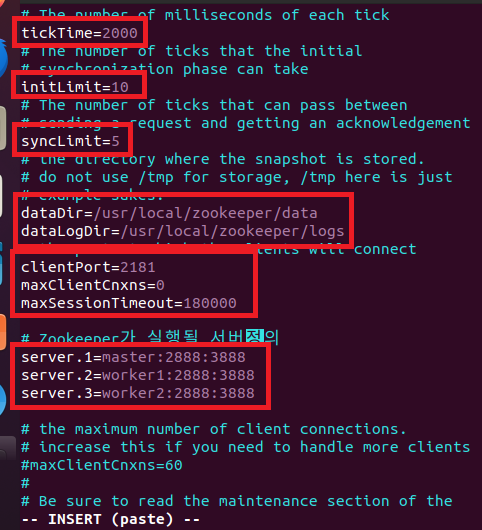 # The number of milliseconds of each tick
tickTime=2000
# The number of ticks that the initial
# synchronization phase can take
initLimit=10
# The number of ticks that can pass between
# sending a request and getting an acknowledgement
syncLimit=5
# the directory where the snapshot is stored.
# do not use /tmp for storage, /tmp here is just
# example sakes.
dataDir=/usr/local/zookeeper/data
dataLogDir=/usr/local/zookeeper/logs
# the port at which the clients will connect
clientPort=2181
maxClientCnxns=0
maxSessionTimeout=180000
# Zookeeper가 실행될 서버정의
server.1=master:2888:3888
server.2=worker1:2888:3888
server.3=worker2:2888:3888
# the maximum number of client connections.
# increase this if you need to handle more clients
#maxClientCnxns=60
#
# Be sure to read the maintenance section of the
-- INSERT (paste) --